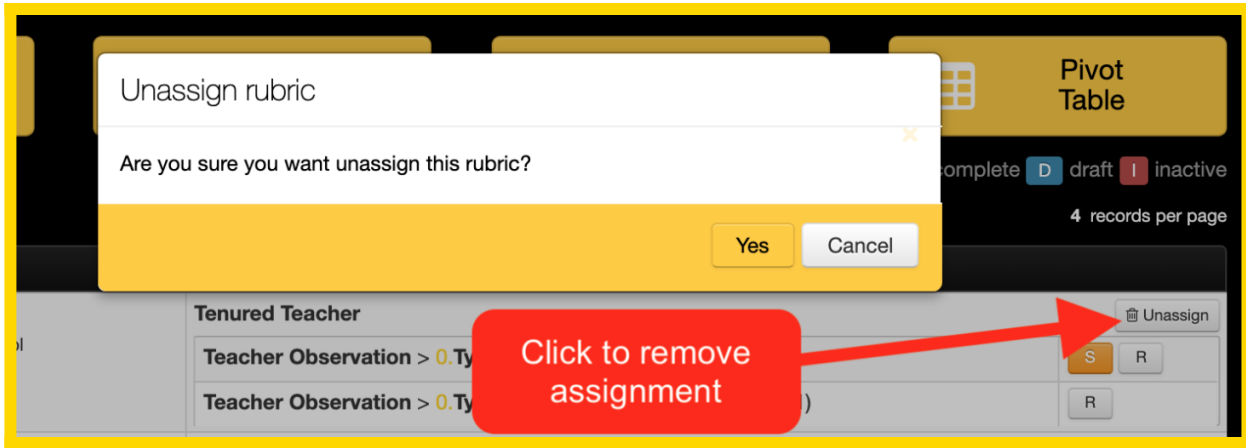 Pivot
Table
Unassign rubric
Are you sure you want unassign this rubric?
complete D draft I inactive
4 records per page
Yes Cancel
Tenured Teacher
Unassign
Teacher Observation > 0.Ty
S R
Teacher Observation > 0.Ty
)
R
Click to remove
assignment